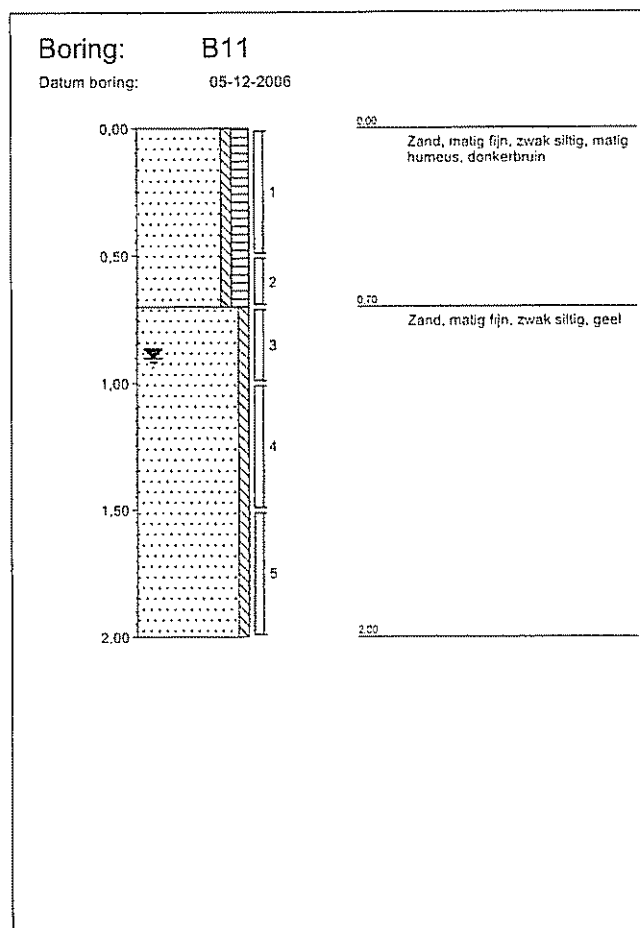 Boring: B11
Datum boring: 05-12-2006
0,00
0,50
1,00
1,50
2,00
1
2
3
4
5
0.00
Zand, matig fijn, zwak siltig, matig
humeus, donkerbruin
0.70
Zand, matig fijn, zwak siltig, geel
2.00